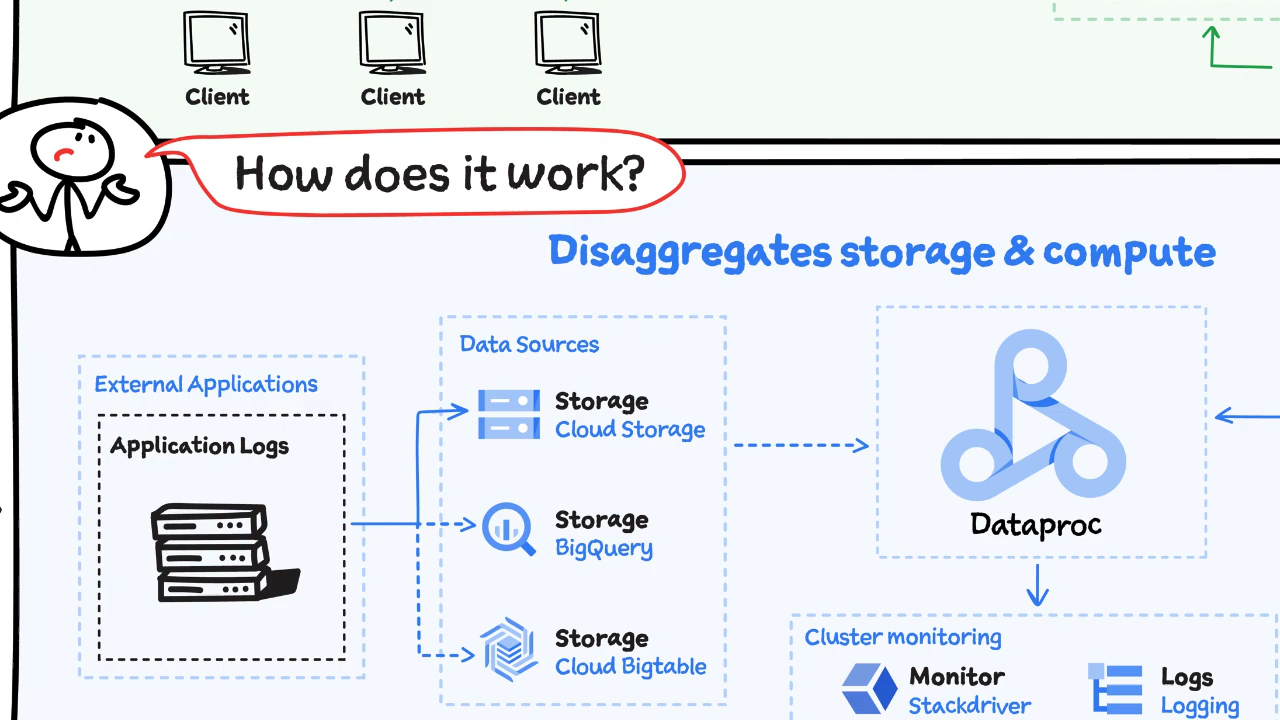 Client
Client
Client
How does it work?
Disaggregates storage & compute
External Applications
Application Logs
Data Sources
Storage
Cloud Storage
Storage
BigQuery
Storage
Cloud Bigtable
Dataproc
Cluster monitoring
Monitor
Stackdriver
Logs
Logging